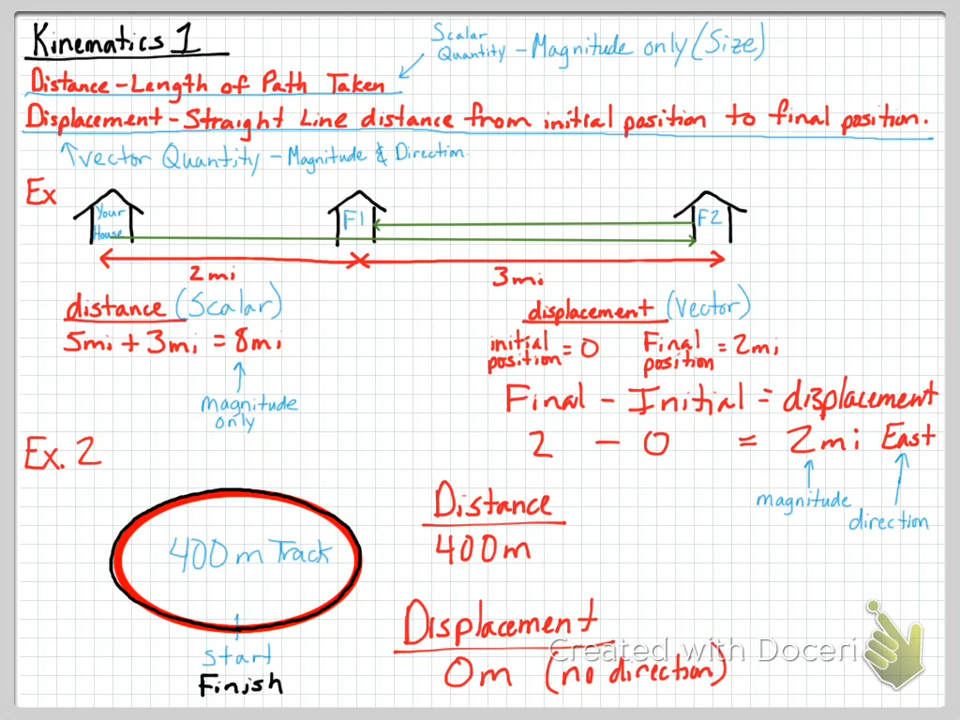 Kinematics 1
Scalar
Quantity - Magnitude only (Size)
Distance - Length of Path Taken
Displacement - Straight Line distance from initial position to final position.
Vector Quantity - Magnitude & Direction
Ex
Your
House
F1
F2
2mi
3mi
distance (Scalar)
5mi + 3mi = 8mi
magnitude
only
displacement (Vector)
initial
position = 0
Final
position = 2mi
Final - Initial = displacement
2 - 0 = 2mi East
magnitude
direction
Ex. 2
400m Track
Start
Finish
Distance
400m
Displacement
0m (no direction)
Created with Doceri